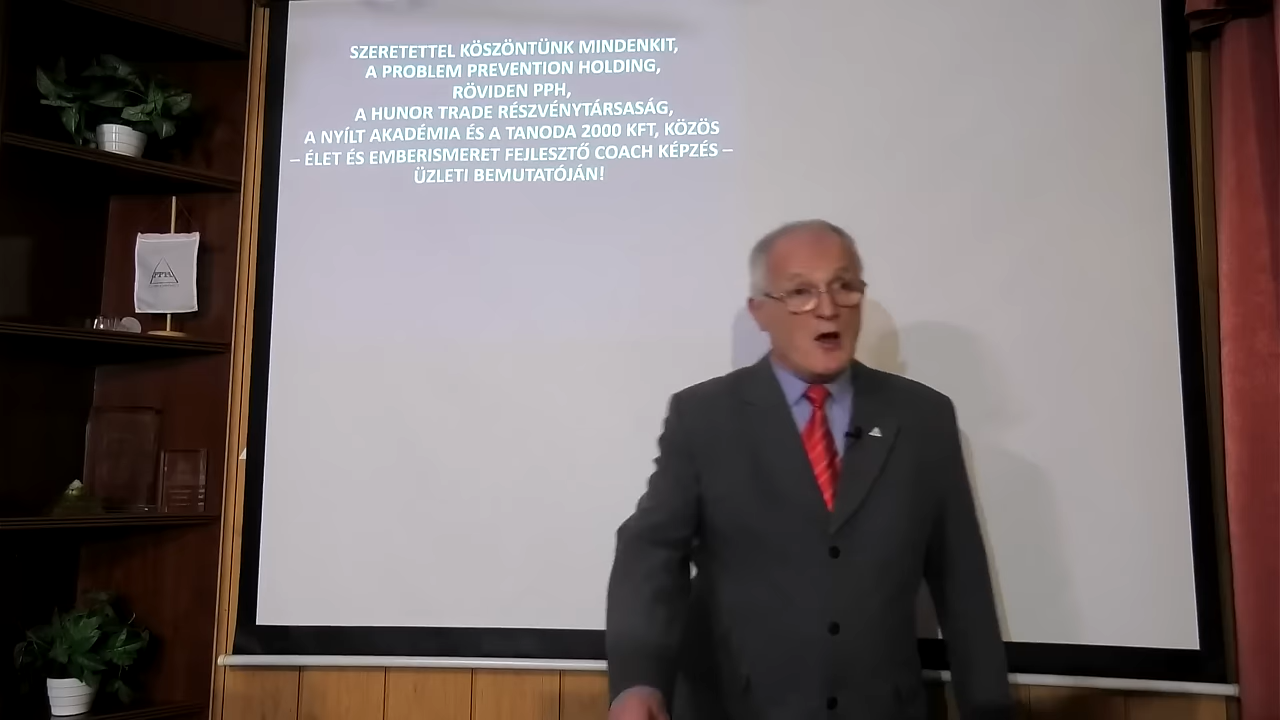 SZERETETTEL KÖSZÖNTÜNK MINDENKIT,
A PROBLEM PREVENTION HOLDING,
RÖVIDEN PPH,
A HUNOR TRADE RÉSZVÉNYTÁRSASÁG,
A NYÍLT AKADÉMIA ÉS A TANODA 2000 KFT, KÖZÖS
– ÉLET ÉS EMBERISMERET FEJLESZTŐ COACH KÉPZÉS –
ÜZLETI BEMUTATÓJÁN!